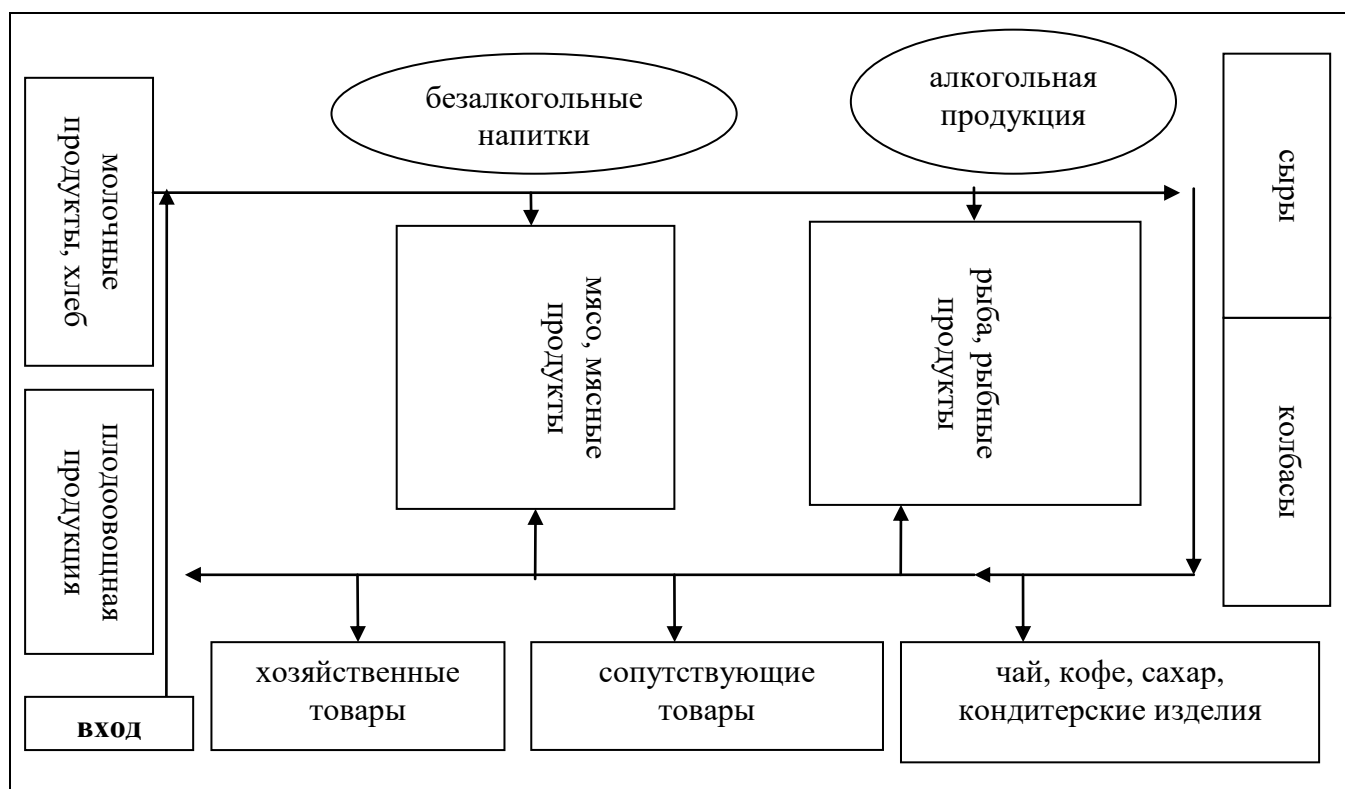 безалкогольные
напитки
алкогольная
продукция
молочные
продукты, хлеб
сыры
мясо, мясные
продукты
рыба, рыбные
продукты
плодоовощная
продукция
колбасы
вход
хозяйственные
товары
сопутствующие
товары
чай, кофе, сахар,
кондитерские изделия